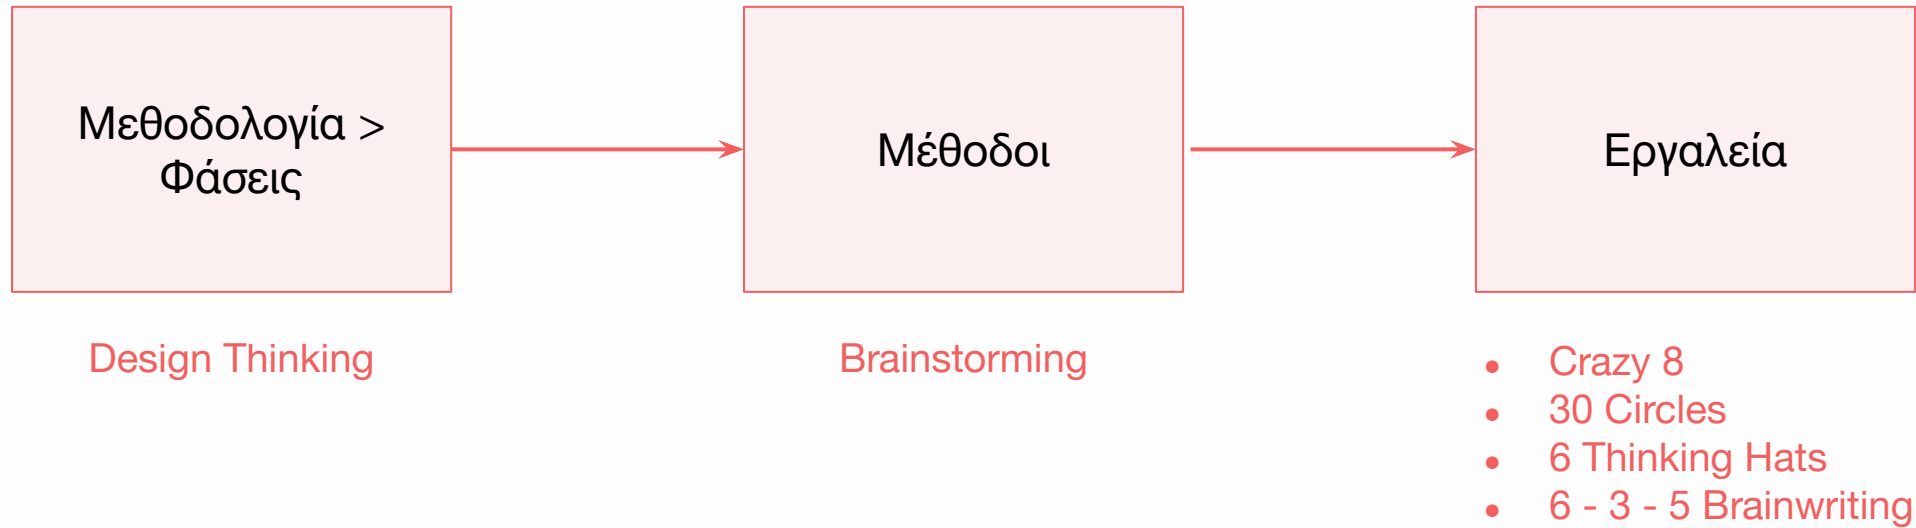 Μεθοδολογία >
Φάσεις
Μέθοδοι
Εργαλεία
Design Thinking
Brainstorming
• Crazy 8
• 30 Circles
• 6 Thinking Hats
• 6 - 3 - 5 Brainwriting